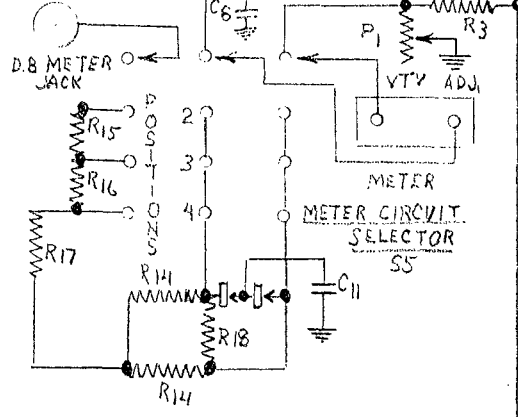 C6
P1
R3
D.B METER
JACK
VTV ADJ.
R15
POSITIONS
2
R16
3
METER
4
METER CIRCUIT
SELECTOR
S5
R17
R14
C11
R18
R14